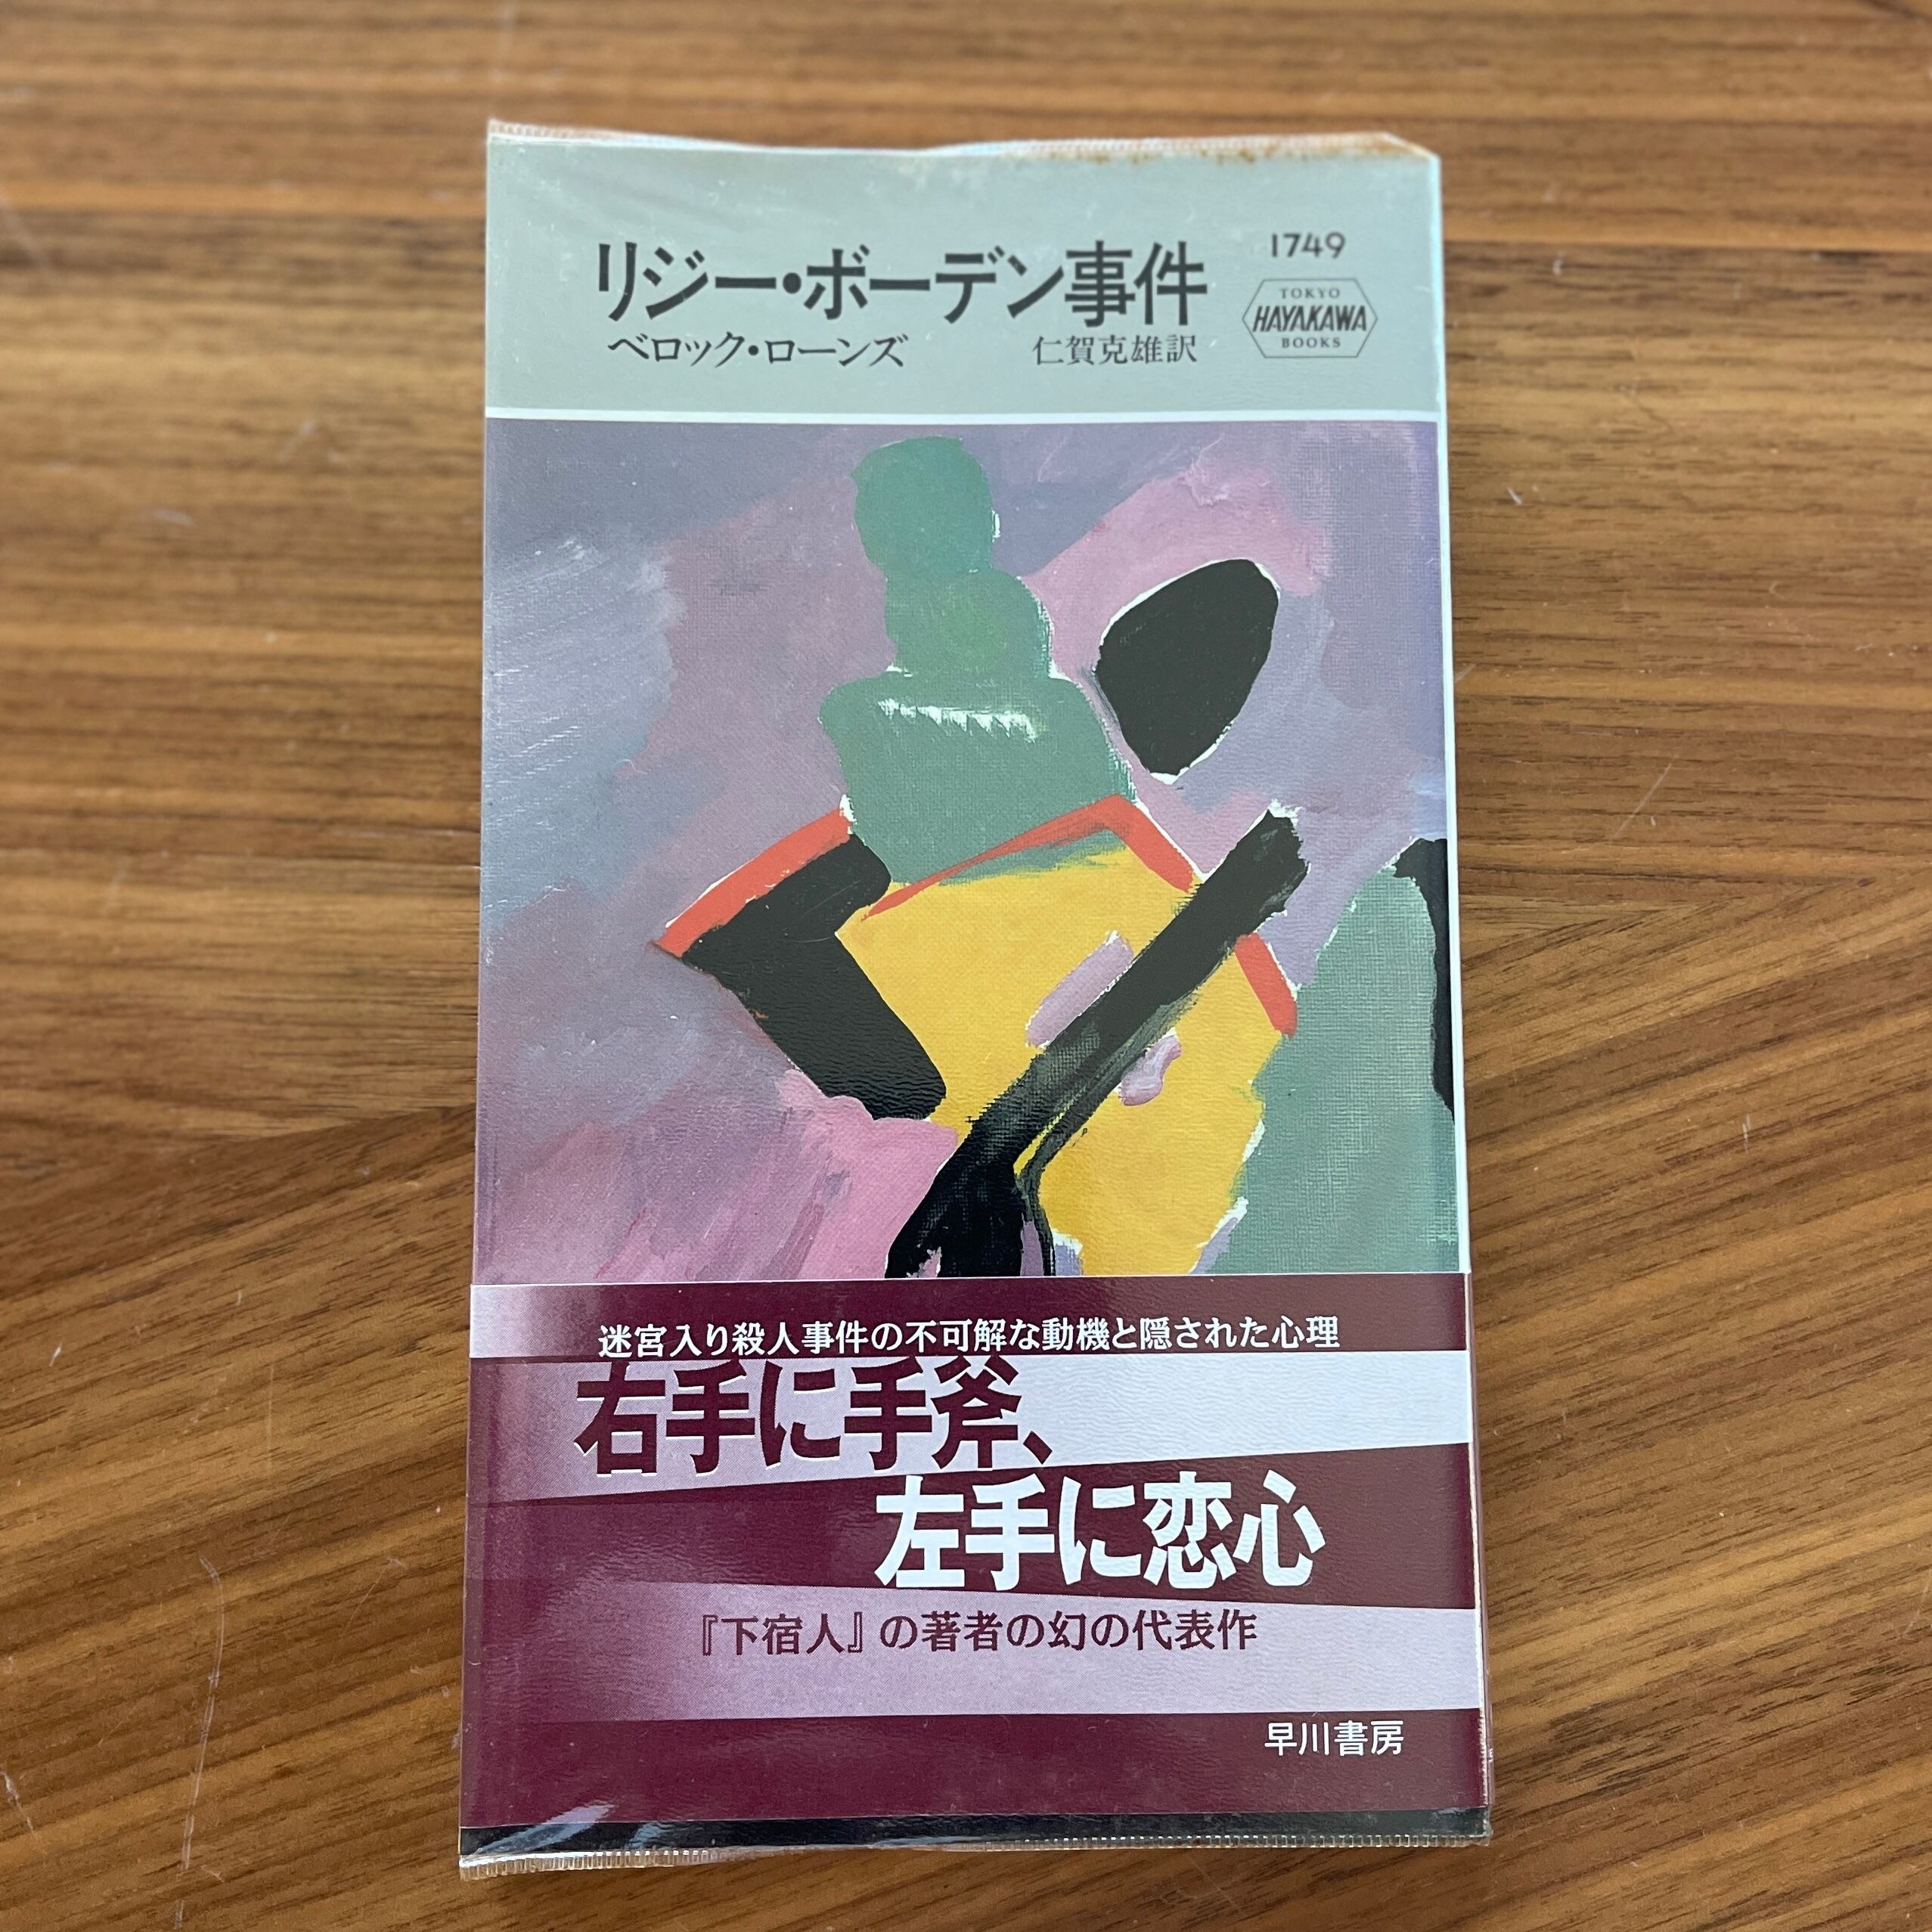 リジー・ボーデン事件
ベロック・ローンズ 仁賀克雄訳
1749
TOKYO
HAYAKAWA
BOOKS
迷宮入り殺人事件の不可解な動機と隠された心理
右手に手斧、
左手に恋心
『下宿人』の著者の幻の代表作
早川書房